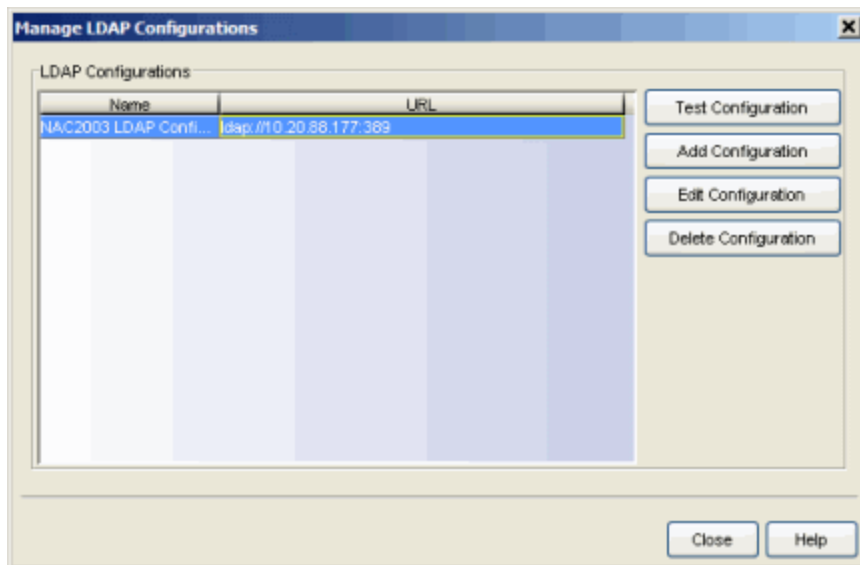 Manage LDAP Configurations
LDAP Configurations
Name URL
NAC2003 LDAP Confi... ldap://10.20.88.177:389
Test Configuration
Add Configuration
Edit Configuration
Delete Configuration
Close Help